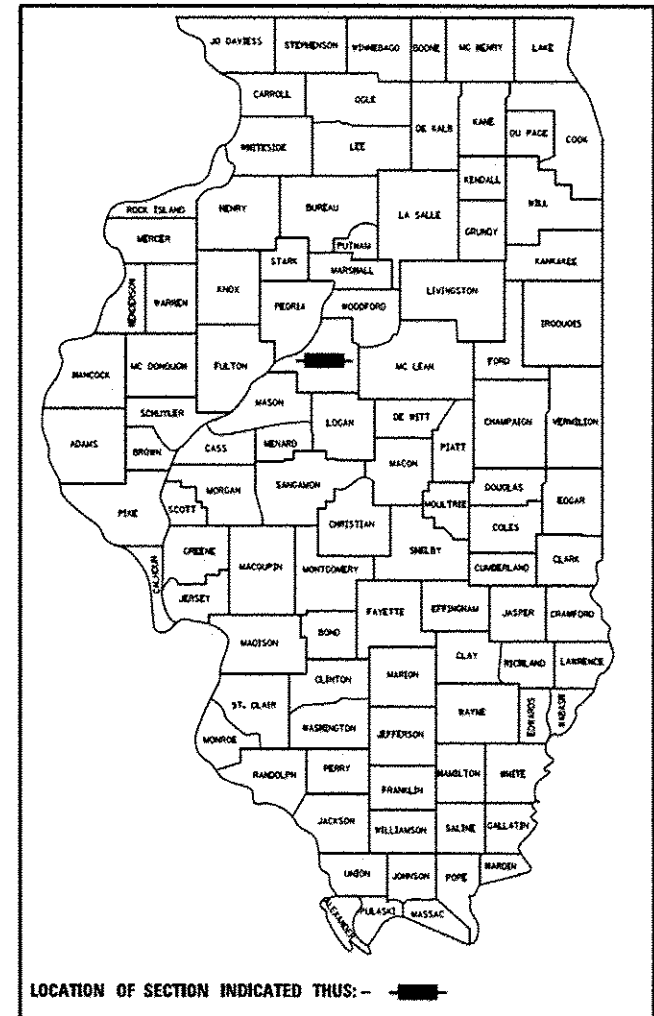 JO DAVIESS STEPHENSON WINNEBAGO BOONE MC HENRY LAKE
CARROLL OGLE KANE
DE KALB DU PAGE COOK
WHITESIDE LEE
KENDALL
ROCK ISLAND HENRY BUREAU LA SALLE WILL
MERCER PUTNAM GRUNDY
STARK MARSHALL KANKAKEE
HENDERSON WARREN KNOX PEORIA WOODFORD LIVINGSTON
IROQUOIS
HANCOCK MC DONOUGH FULTON MC LEAN FORD
MASON
SCHUYLER LOGAN DE WITT CHAMPAIGN VERMILION
ADAMS BROWN CASS MENARD PIATT
MACON
MORGAN SANGAMON DOUGLAS
PIKE SCOTT CHRISTIAN MOULTRIE EDGAR
COLES
GREENE SHELBY
CALHOUN MACOUPIN MONTGOMERY CUMBERLAND CLARK
JERSEY
FAYETTE EFFINGHAM JASPER CRAWFORD
BOND
MADISON CLAY RICHLAND LAWRENCE
CLINTON MARION
ST. CLAIR WAYNE EDWARDS WABASH
WASHINGTON JEFFERSON
MONROE
RANDOLPH PERRY HAMILTON WHITE
FRANKLIN
JACKSON WILLIAMSON SALINE GALLATIN
UNION JOHNSON POPE HARDEN
ALEXANDER PULASKI MASSAC
LOCATION OF SECTION INDICATED THUS: -